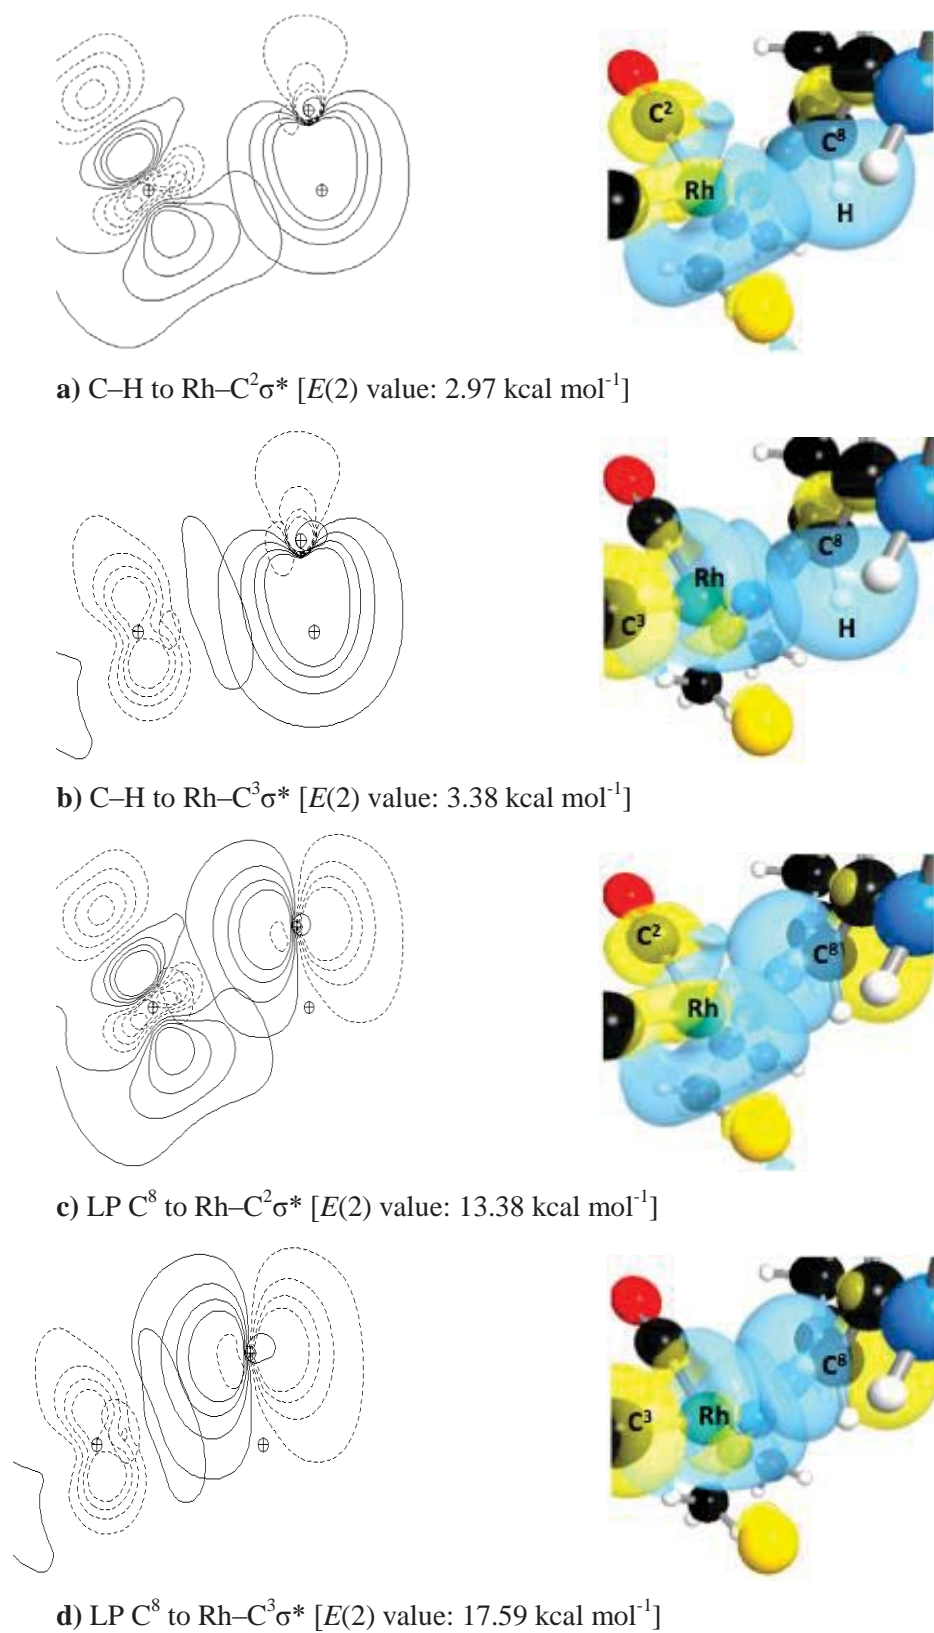 C²
C⁸
Rh
H
a) C–H to Rh–C²σ* [E(2) value: 2.97 kcal mol⁻¹]
Rh
C⁸
C³
H
b) C–H to Rh–C³σ* [E(2) value: 3.38 kcal mol⁻¹]
C²
C⁸
Rh
c) LP C⁸ to Rh–C²σ* [E(2) value: 13.38 kcal mol⁻¹]
C⁸
C³
Rh
d) LP C⁸ to Rh–C³σ* [E(2) value: 17.59 kcal mol⁻¹]